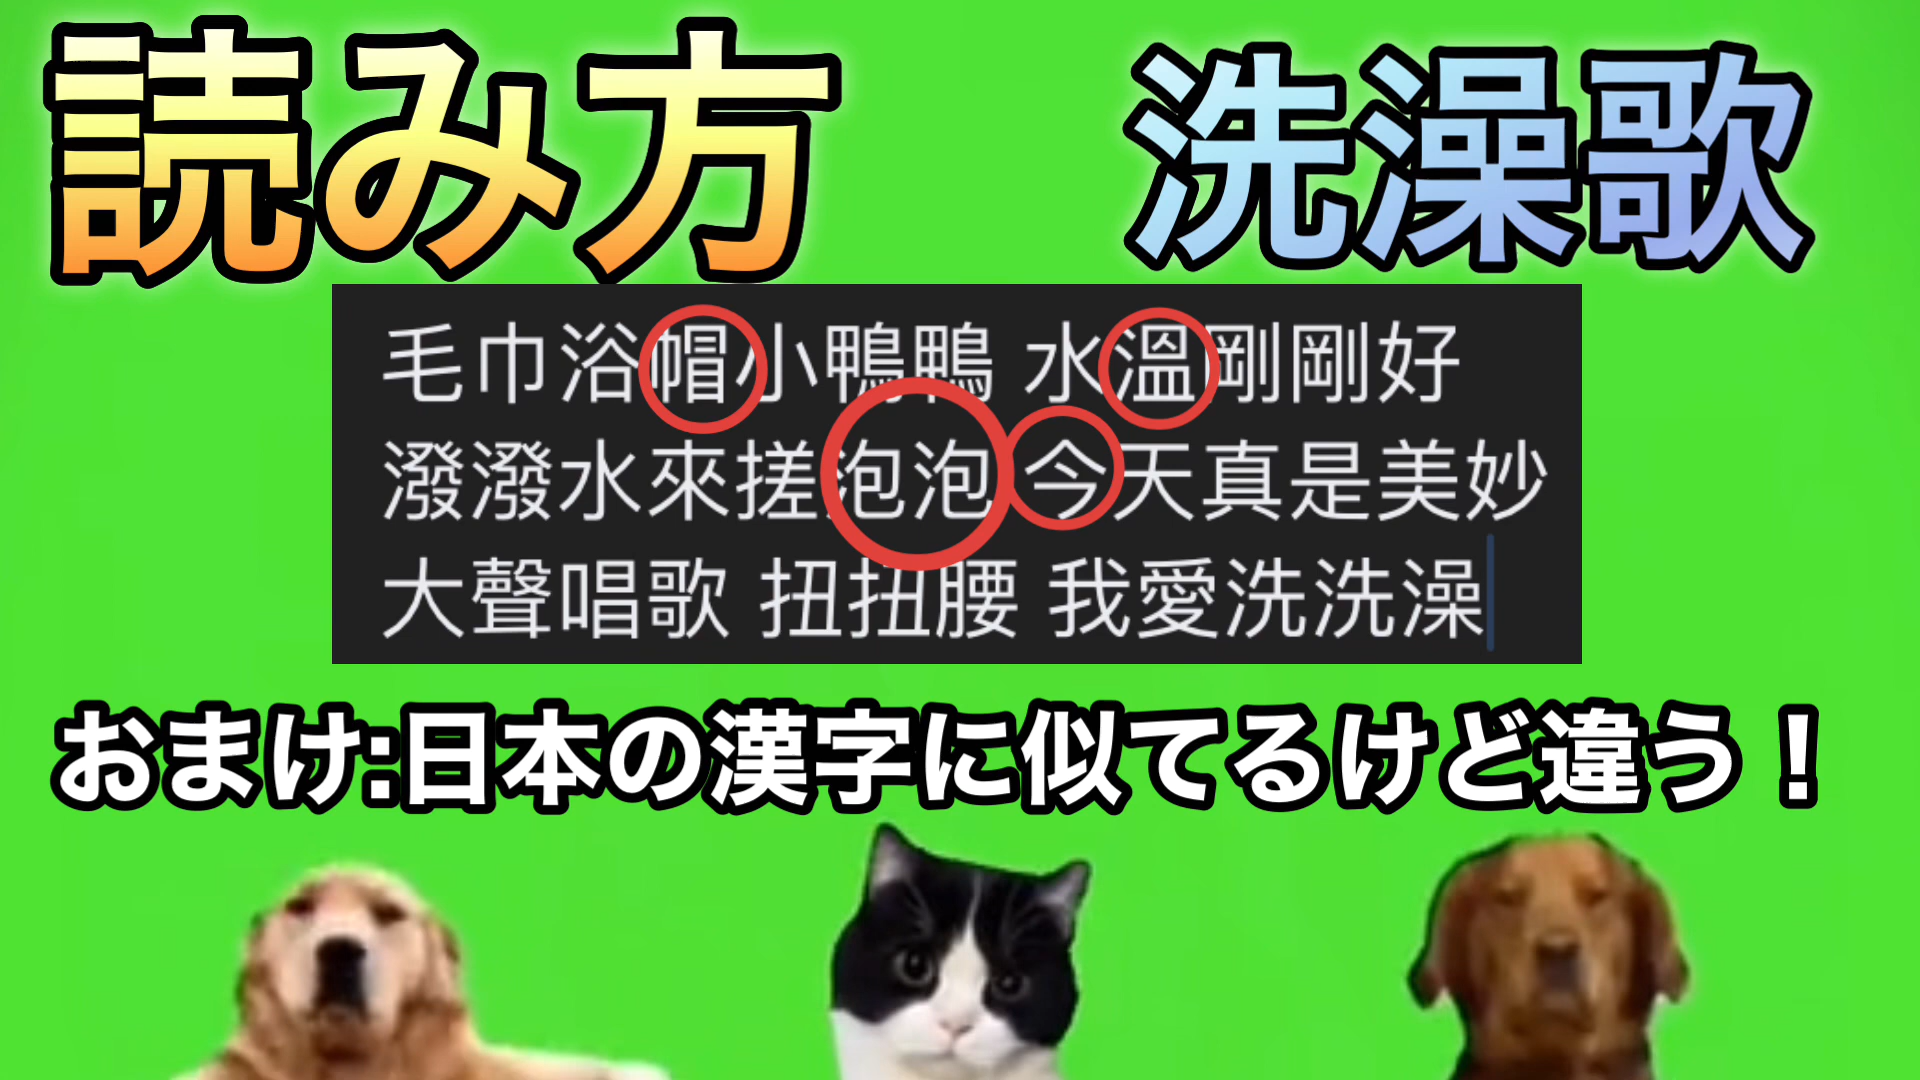 読み方 洗澡歌
毛巾浴帽小鴨鴨 水溫剛剛好
潑潑水來搓泡泡 今天真是美妙
大聲唱歌 扭扭腰 我愛洗洗澡
おまけ:日本の漢字に似てるけど違う！